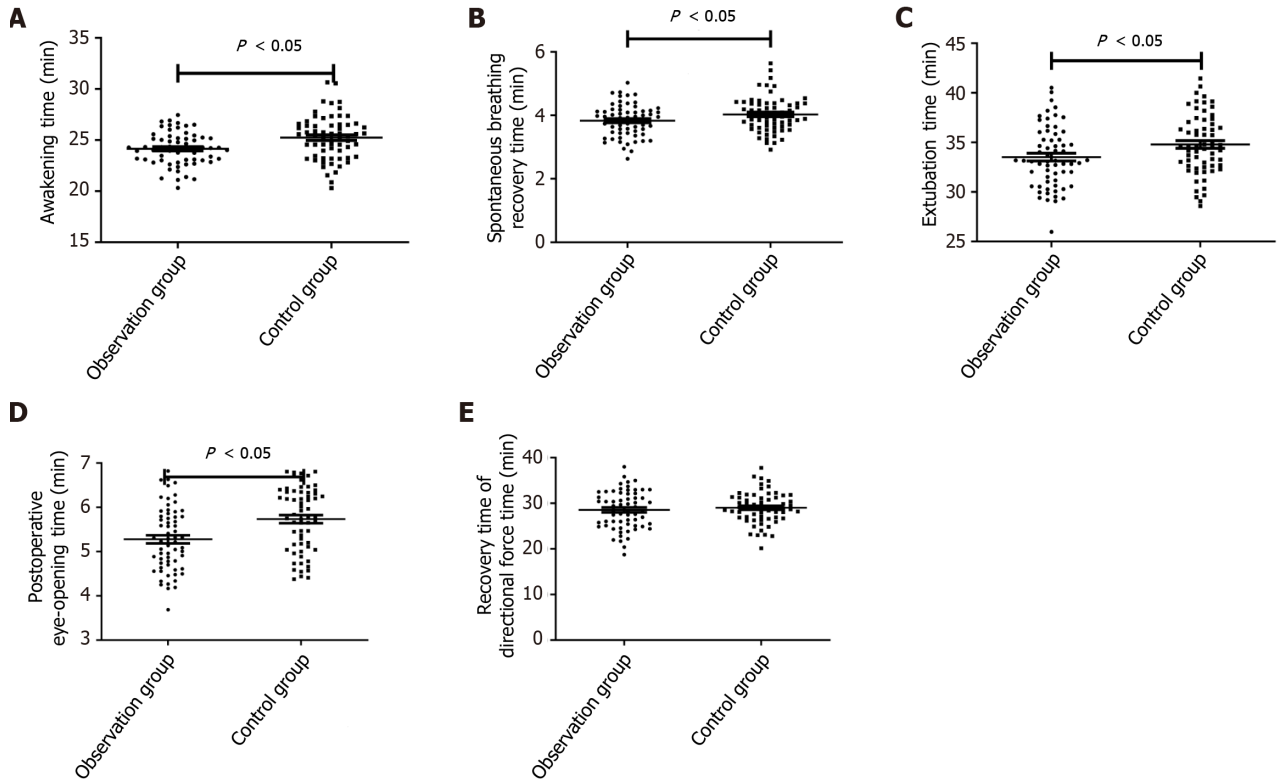 A
Awakening time (min)
35
30
25
20
15
P < 0.05
Observation group
Control group
B
Spontaneous breathing
recovery time (min)
6
4
2
0
P < 0.05
Observation group
Control group
C
Extubation time (min)
45
40
35
30
25
P < 0.05
Observation group
Control group
D
Postoperative
eye-opening time (min)
7
6
5
4
3
P < 0.05
Observation group
Control group
E
Recovery time of
directional force time (min)
40
30
20
10
0
Observation group
Control group